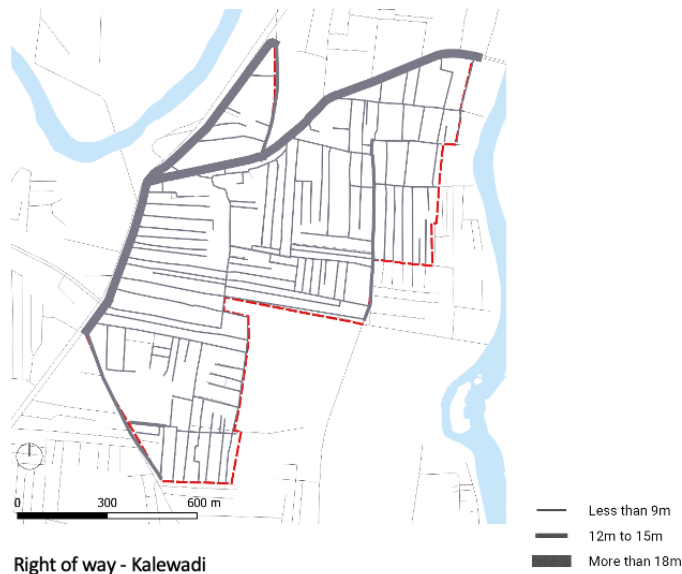 0 300 600 m
Less than 9m
12m to 15m
More than 18m
Right of way - Kalewadi